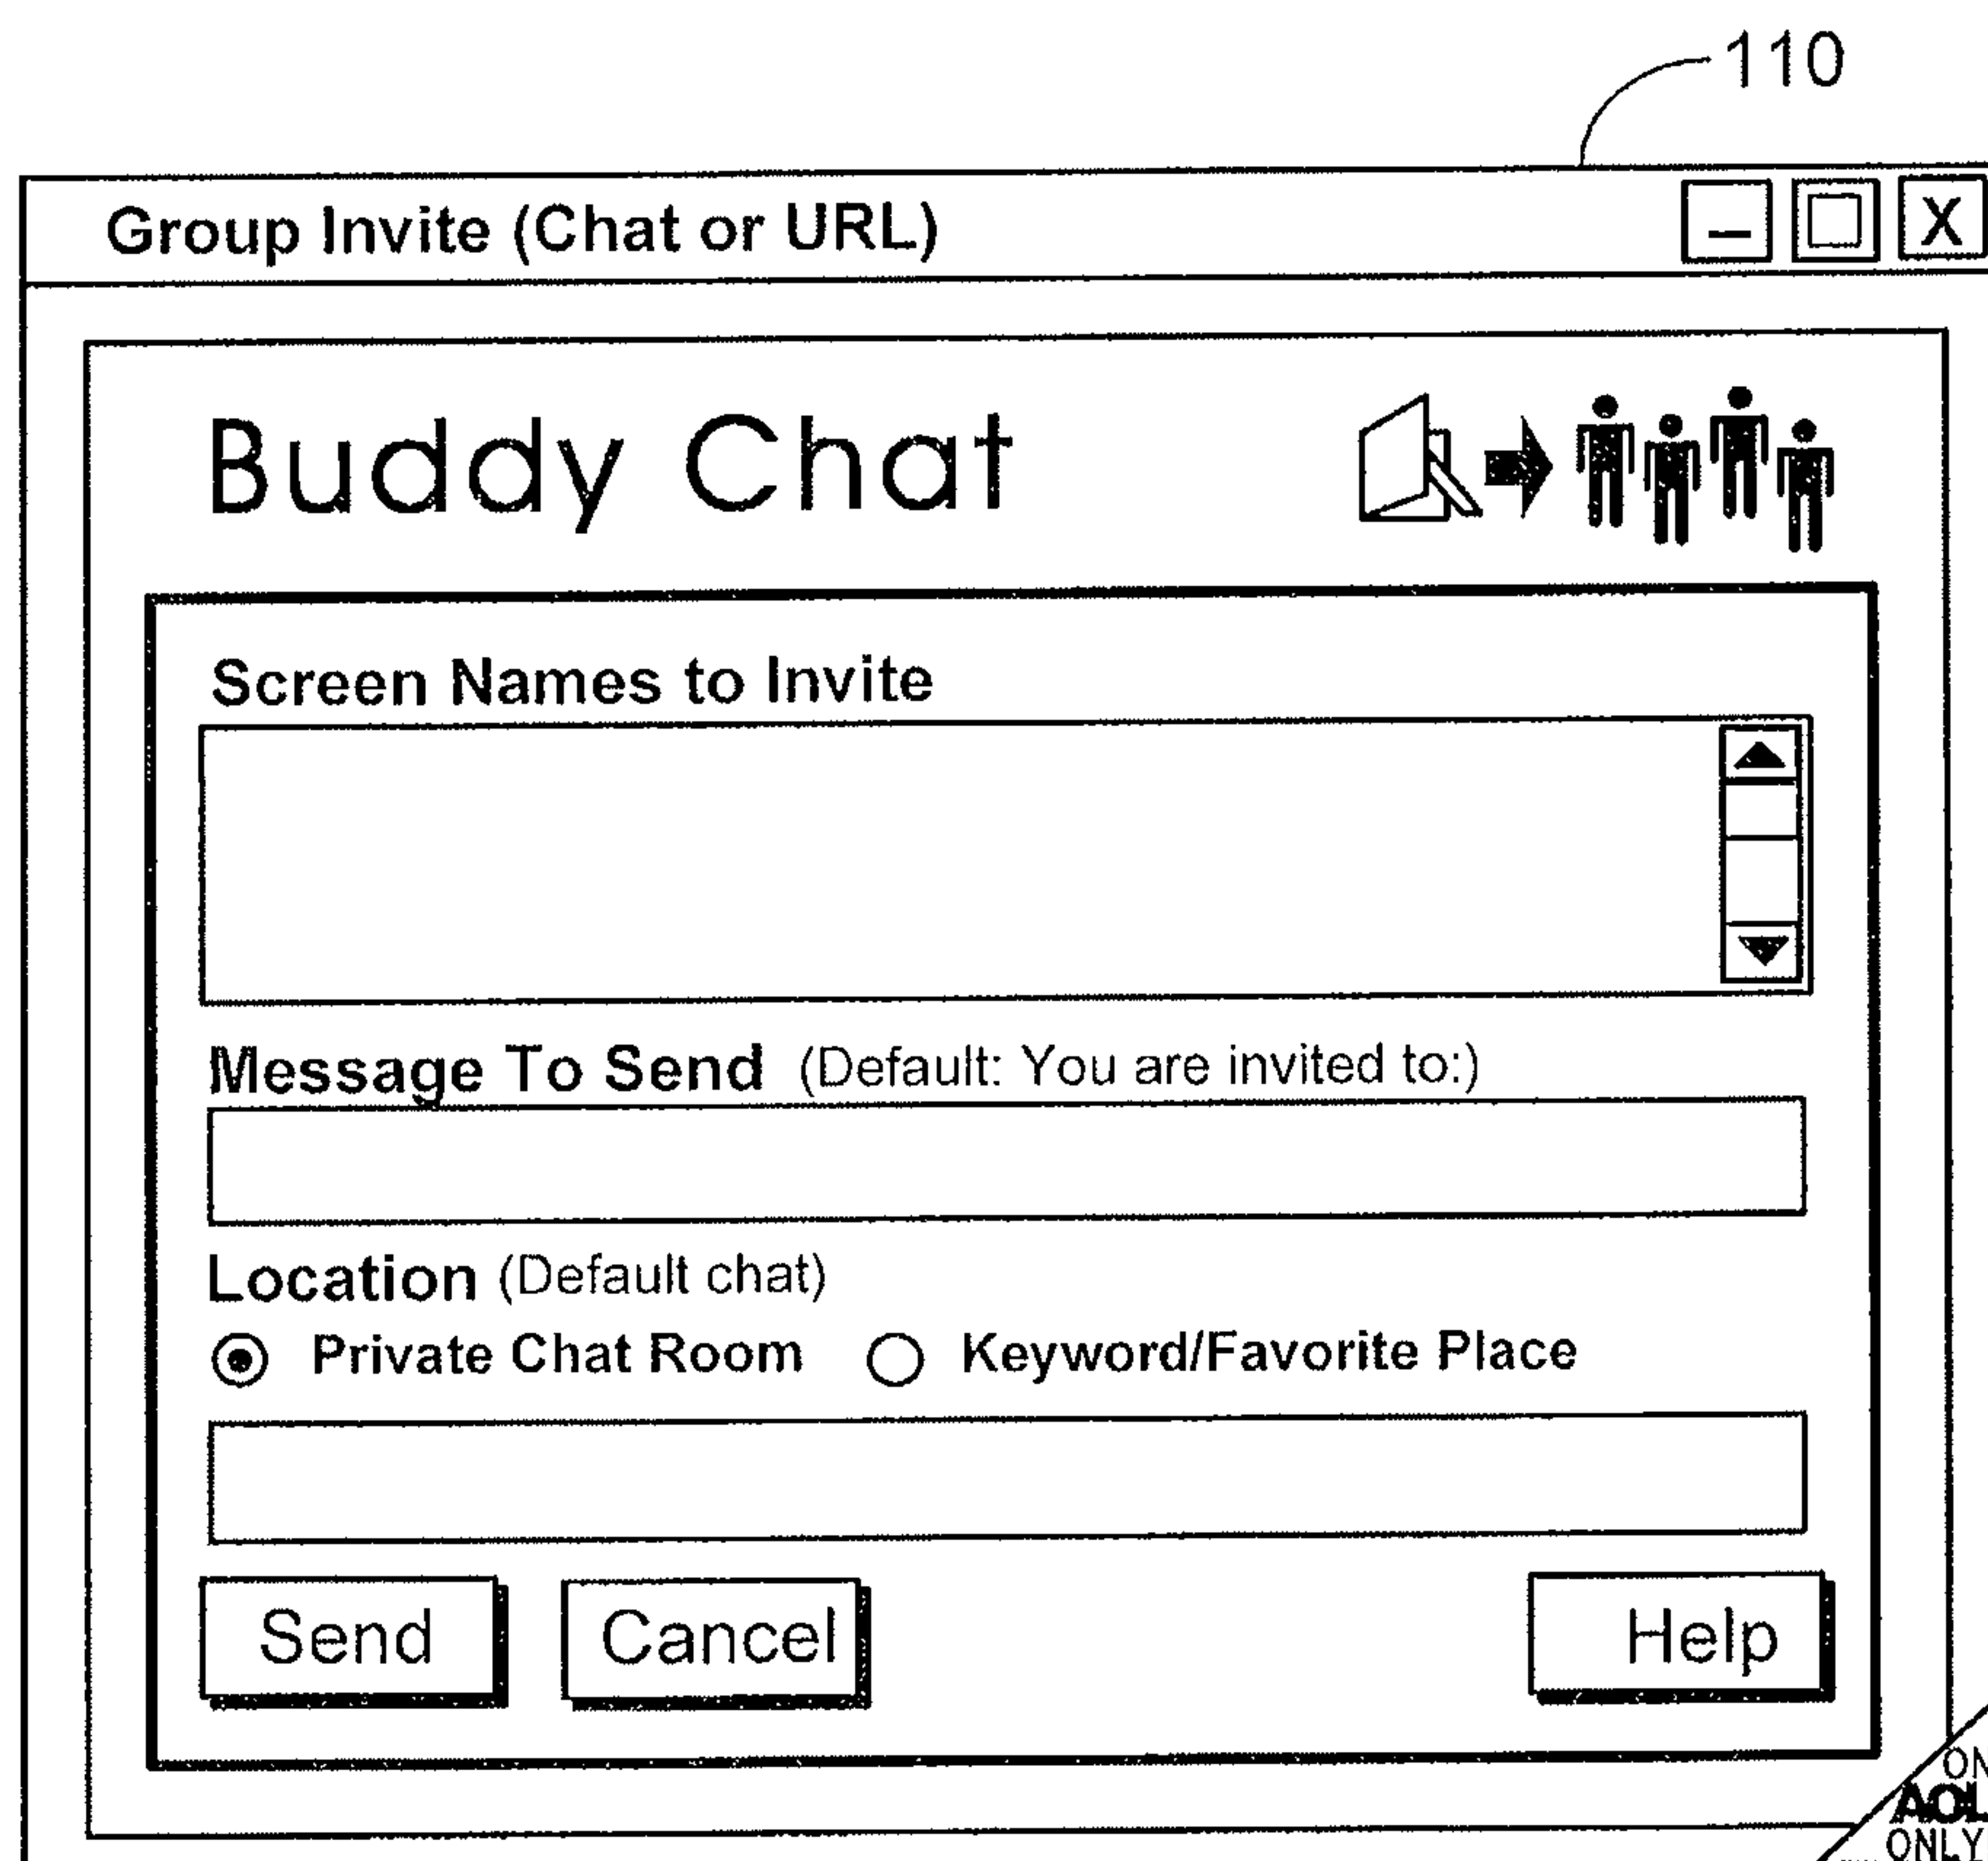 110
Group Invite (Chat or URL)
X
Buddy Chat
Screen Names to Invite
Message To Send (Default: You are invited to:)
Location (Default chat)
Private Chat Room Keyword/Favorite Place
Send Cancel Help
AOL
ONLY